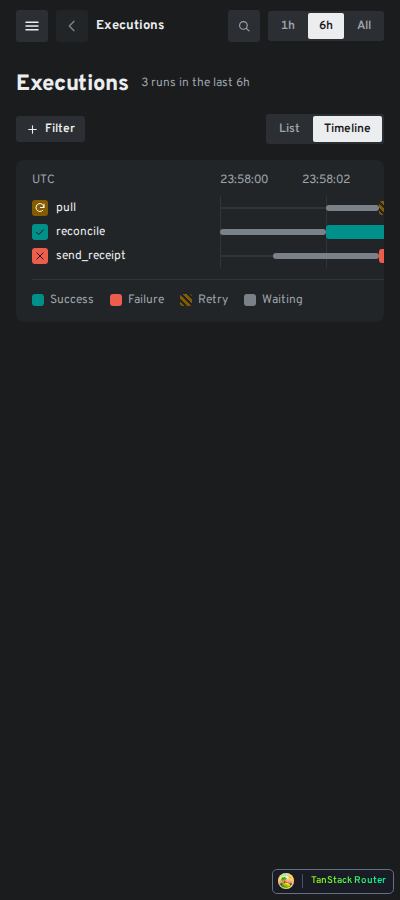 Executions
1h 6h All
Executions 3 runs in the last 6h
Filter
List Timeline
UTC 23:58:00 23:58:02
pull
reconcile
send_receipt
Success Failure Retry Waiting
TanStack Router